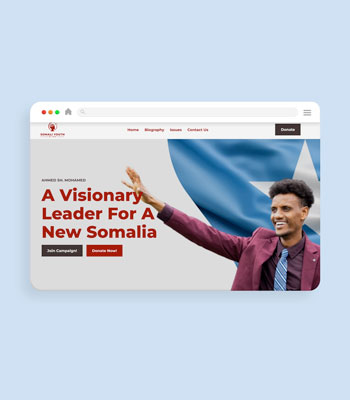 SOMALI YOUTH
Home Biography Issues Contact Us
Donate
AHMED SH. MOHAMED
A Visionary
Leader For A
New Somalia
Join Campaign!
Donate Now!